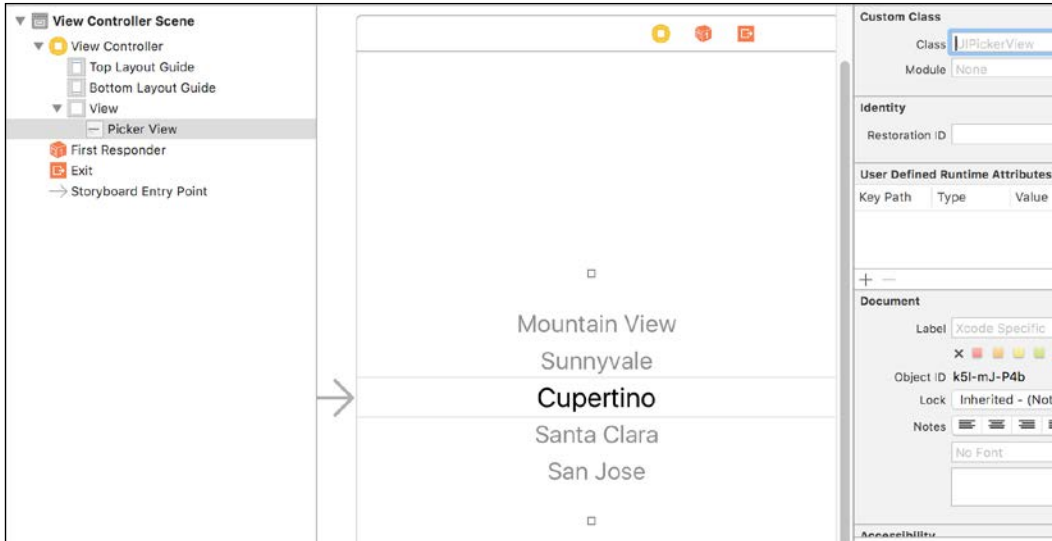 View Controller Scene
View Controller
Top Layout Guide
Bottom Layout Guide
View
Picker View
First Responder
Exit
Storyboard Entry Point
Mountain View
Sunnyvale
Cupertino
Santa Clara
San Jose
Custom Class
Class UIPickerView
Module None
Identity
Restoration ID
User Defined Runtime Attributes
Key Path Type Value
Document
Label Xcode Specific
Object ID k5I-mJ-P4b
Lock Inherited - (Not
Notes
No Font
Accessibility